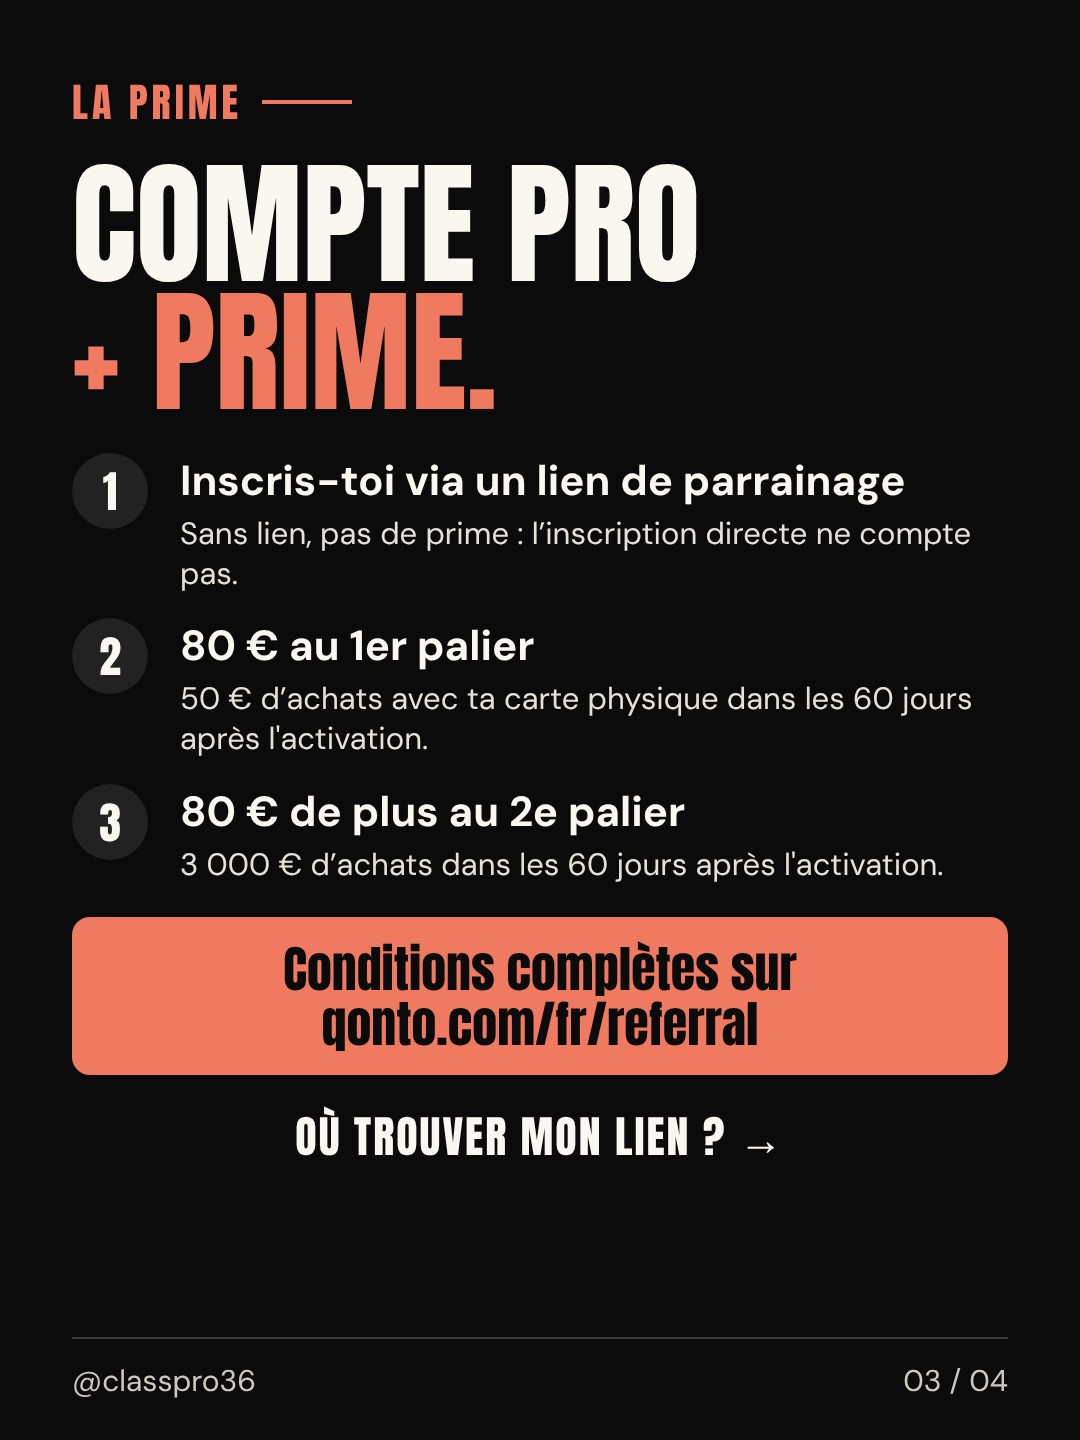 LA PRIME
COMPTE PRO
+ PRIME.
1
Inscris-toi via un lien de parrainage
Sans lien, pas de prime : l’inscription directe ne compte
pas.
2
80 € au 1er palier
50 € d’achats avec ta carte physique dans les 60 jours
après l'activation.
3
80 € de plus au 2e palier
3 000 € d’achats dans les 60 jours après l'activation.
Conditions complètes sur
qonto.com/fr/referral
OÙ TROUVER MON LIEN ? →
@classpro36
03 / 04